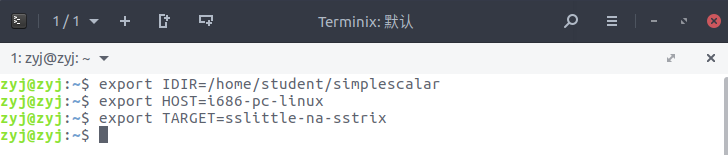 1 / 1
Terminix: 默认
1: zyj@zyj: ~
zyj@zyj:~$ export IDIR=/home/student/simplescalar
zyj@zyj:~$ export HOST=i686-pc-linux
zyj@zyj:~$ export TARGET=sslittle-na-sstrix
zyj@zyj:~$